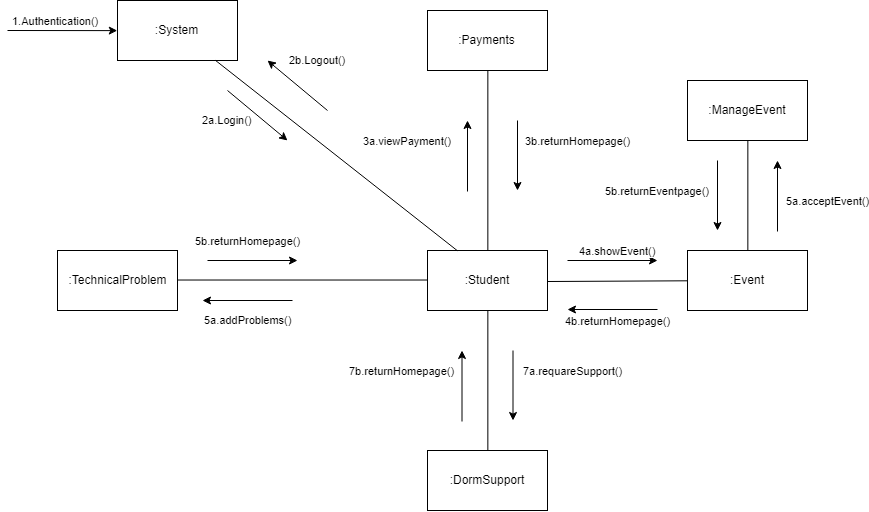 1.Authentication()
:System
:Payments
2b.Logout()
2a.Login()
:ManageEvent
3a.viewPayment()
3b.returnHomepage()
5b.returnEventpage()
5a.acceptEvent()
5b.returnHomepage()
4a.showEvent()
:TechnicalProblem
:Student
:Event
5a.addProblems()
4b.returnHomepage()
7b.returnHomepage()
7a.requareSupport()
:DormSupport